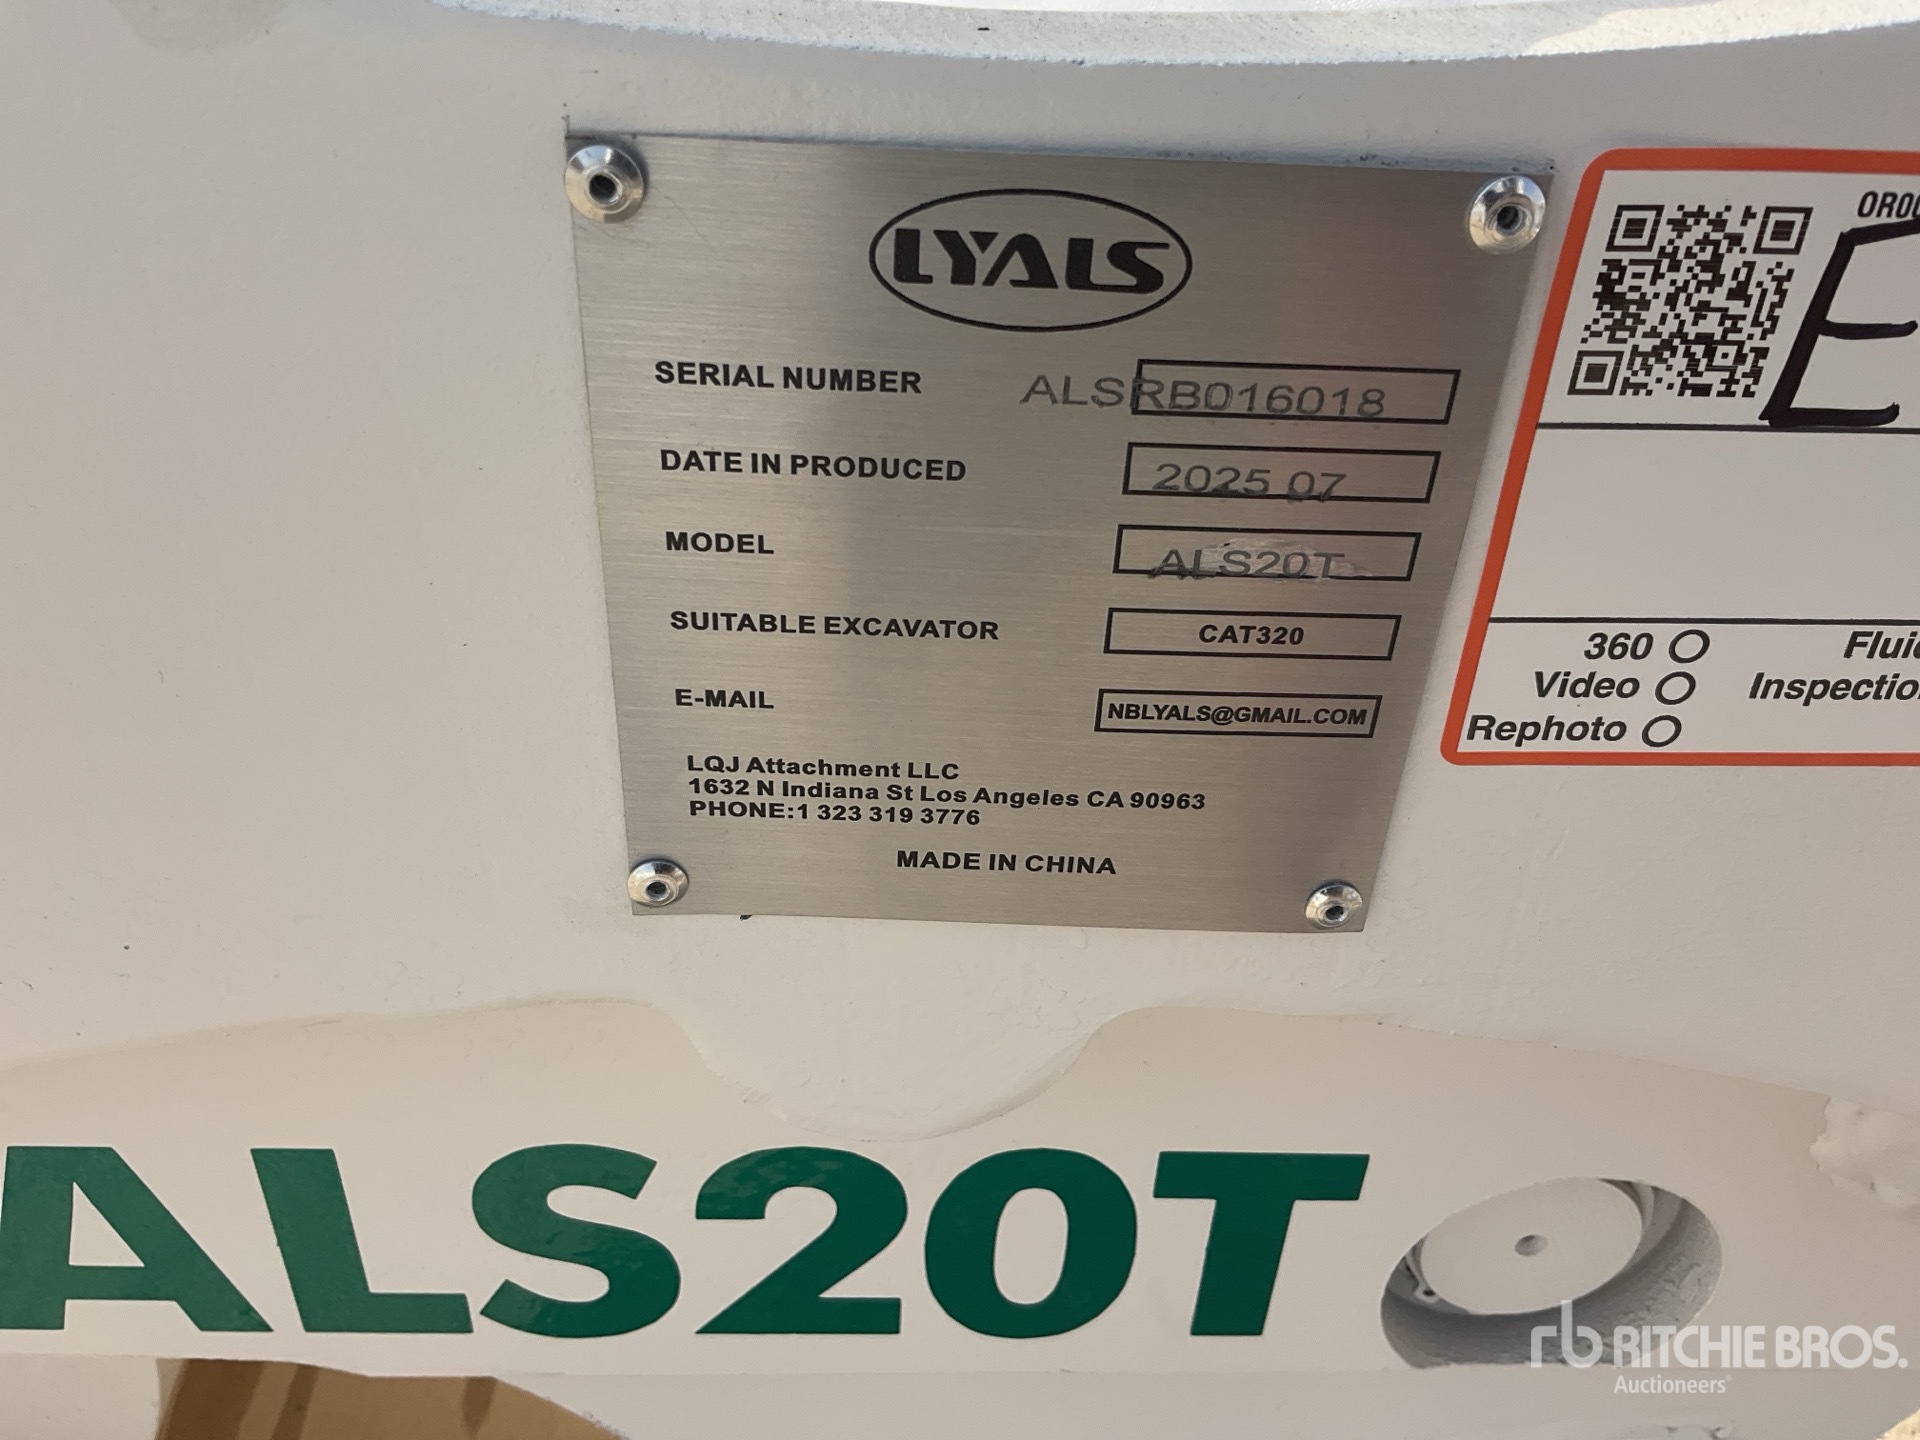 LYALS
SERIAL NUMBER ALSRB016018
DATE IN PRODUCED 2025 07
MODEL ALS20T
SUITABLE EXCAVATOR CAT320
E-MAIL NBLYALS@GMAIL.COM
LQJ Attachment LLC
1632 N Indiana St Los Angeles CA 90963
PHONE:1 323 319 3776
MADE IN CHINA
E
360
Video
Rephoto
ALS20T
rb RITCHIE BROS.
Auctioneers